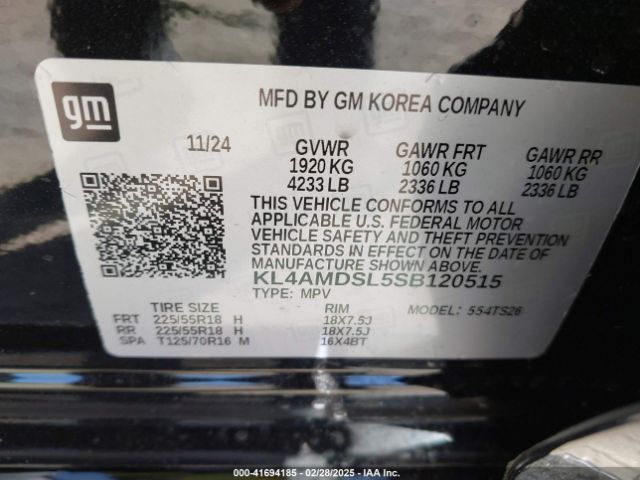 gm
MFD BY GM KOREA COMPANY
11/24 GVWR GAWR FRT GAWR RR
1920 KG 1060 KG 1060 KG
4233 LB 2336 LB 2336 LB
THIS VEHICLE CONFORMS TO ALL
APPLICABLE U.S. FEDERAL MOTOR
VEHICLE SAFETY AND THEFT PREVENTION
STANDARDS IN EFFECT ON THE DATE OF
MANUFACTURE SHOWN ABOVE.
KL4AMDSL5SB120515
TYPE: MPV MODEL: 554TS26
TIRE SIZE RIM
FRT 225/55R18 H 18X7.5J
RR 225/55R18 H 18X7.5J
SPA T125/70R16 M 16X4BT
000-41694185 - 02/28/2025 - IAA Inc.